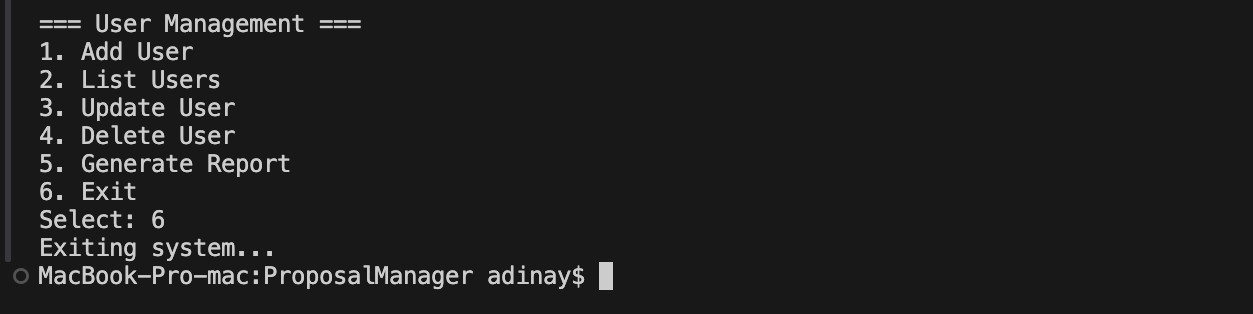 === User Management ===
1. Add User
2. List Users
3. Update User
4. Delete User
5. Generate Report
6. Exit
Select: 6
Exiting system...
MacBook-Pro-mac:ProposalManager adinay$